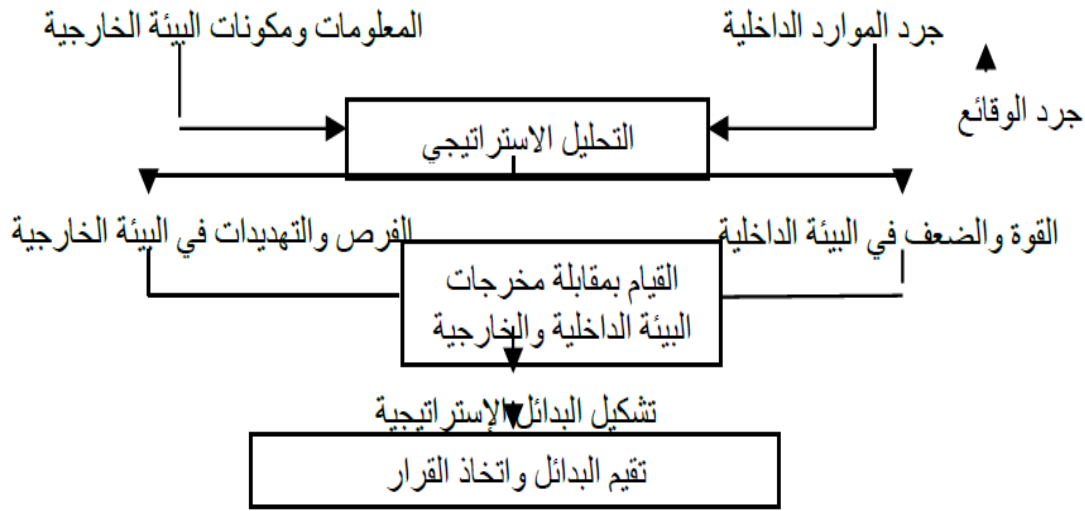 جرد الموارد الداخلية
المعلومات ومكونات البيئة الخارجية
جرد الوقائع
التحليل الاستراتيجي
القوة والضعف في البيئة الداخلية
الفرص والتهديدات في البيئة الخارجية
القيام بمقابلة مخرجات
البيئة الداخلية والخارجية
تشكيل البدائل الإستراتيجية
تقيم البدائل واتخاذ القرار